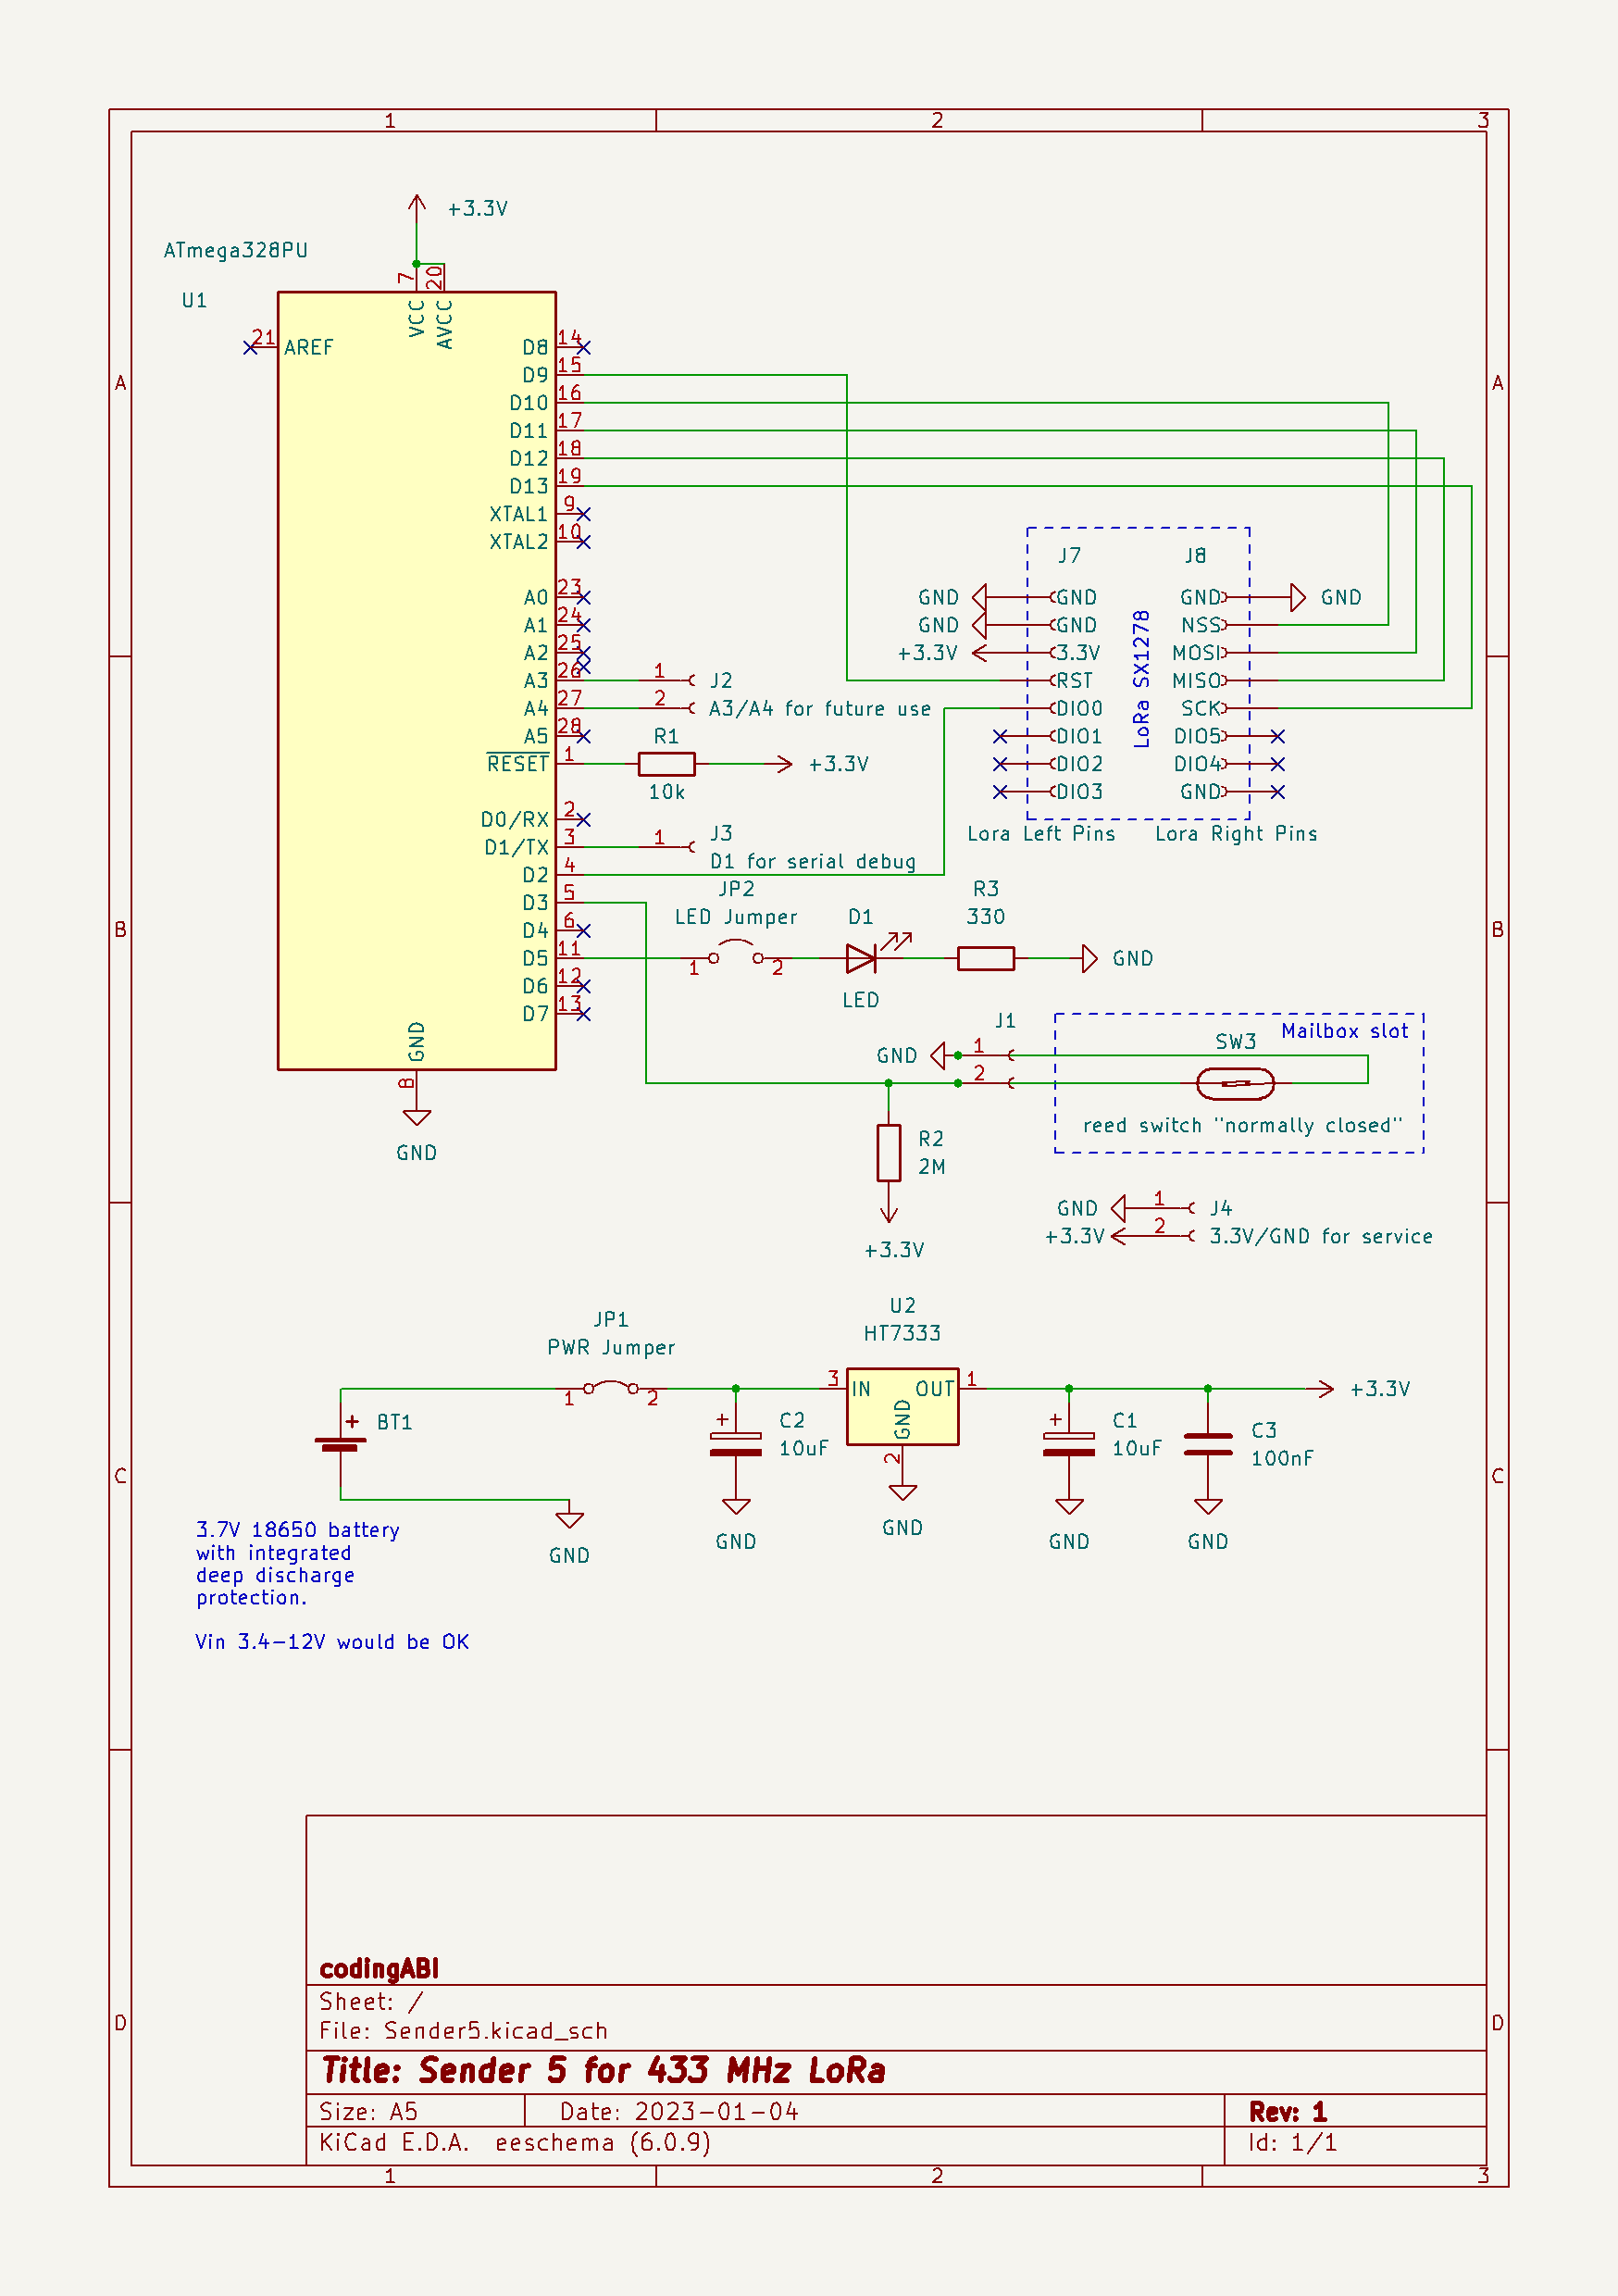 1 2 3
+3.3V
ATmega328PU
U1
7 20
VCC AVCC
21 AREF
D8 14
D9 15
A A
D10 16
D11 17
D12 18
D13 19
XTAL1 9
XTAL2 10
J7 J8
A0 23
GND GND GND GND
A1 24
GND GND NSS
A2 25
+3.3V 3.3V MOSI
LoRa SX1278
A3 26 1 J2
RST MISO
A4 27 2 A3/A4 for future use
DIO0 SCK
A5 28 R1
DIO1 DIO5
RESET 1 +3.3V
DIO2 DIO4
10k
DIO3 GND
D0/RX 2
Lora Left Pins Lora Right Pins
D1/TX 3 1 J3
D1 for serial debug
D2 4
JP2 R3
D3 5
LED Jumper D1 330
B B
D4 6
D5 11 1 2 GND
D6 12
LED
D7 13
J1 Mailbox slot
GND 1 SW3
GND
8 2
reed switch "normally closed"
R2
2M
GND
GND 1 J4
+3.3V 2 3.3V/GND for service
+3.3V
U2
HT7333
JP1
PWR Jumper
1 2 3 IN OUT 1 +3.3V
GND
2
+ BT1
+ C2
10uF
+ C1
10uF
C3
100nF
C C
GND
GND GND GND
GND
3.7V 18650 battery
with integrated
deep discharge
protection.
Vin 3.4-12V would be OK
codingABI
Sheet: /
File: Sender5.kicad_sch
D D
Title: Sender 5 for 433 MHz LoRa
Size: A5 Date: 2023-01-04 Rev: 1
KiCad E.D.A. eeschema (6.0.9) Id: 1/1
1 2 3